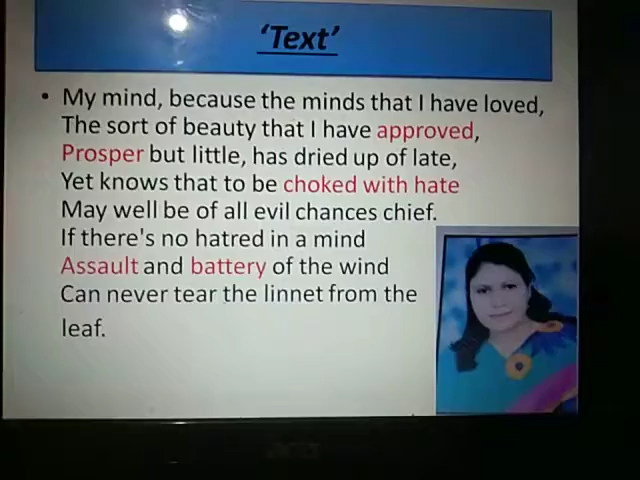 ‘Text’
• My mind, because the minds that I have loved,
The sort of beauty that I have approved,
Prosper but little, has dried up of late,
Yet knows that to be choked with hate
May well be of all evil chances chief.
If there's no hatred in a mind
Assault and battery of the wind
Can never tear the linnet from the
leaf.
acer